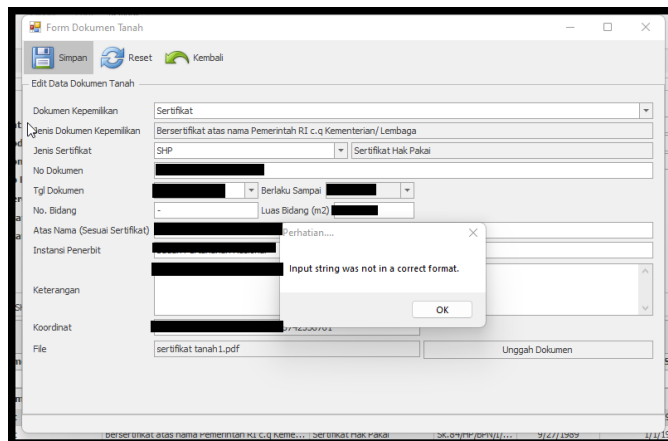 Form Dokumen Tanah
Simpan Reset Kembali
Edit Data Dokumen Tanah
Dokumen Kepemilikan Sertifikat
Jenis Dokumen Kepemilikan Bersertifikat atas nama Pemerintah RI c.q Kementerian/ Lembaga
Jenis Sertifikat SHP Sertifikat Hak Pakai
No Dokumen
Tgl Dokumen Berlaku Sampai
No. Bidang - Luas Bidang (m2)
Atas Nama (Sesuai Sertifikat)
Perhatian....
Instansi Penerbit
Input string was not in a correct format.
Keterangan
OK
Koordinat
File sertifikat tanah1.pdf Unggah Dokumen
Bersertifikat atas nama Pemerintah RI c.q Keme... Sertifikat Hak Pakai 9/27/1989